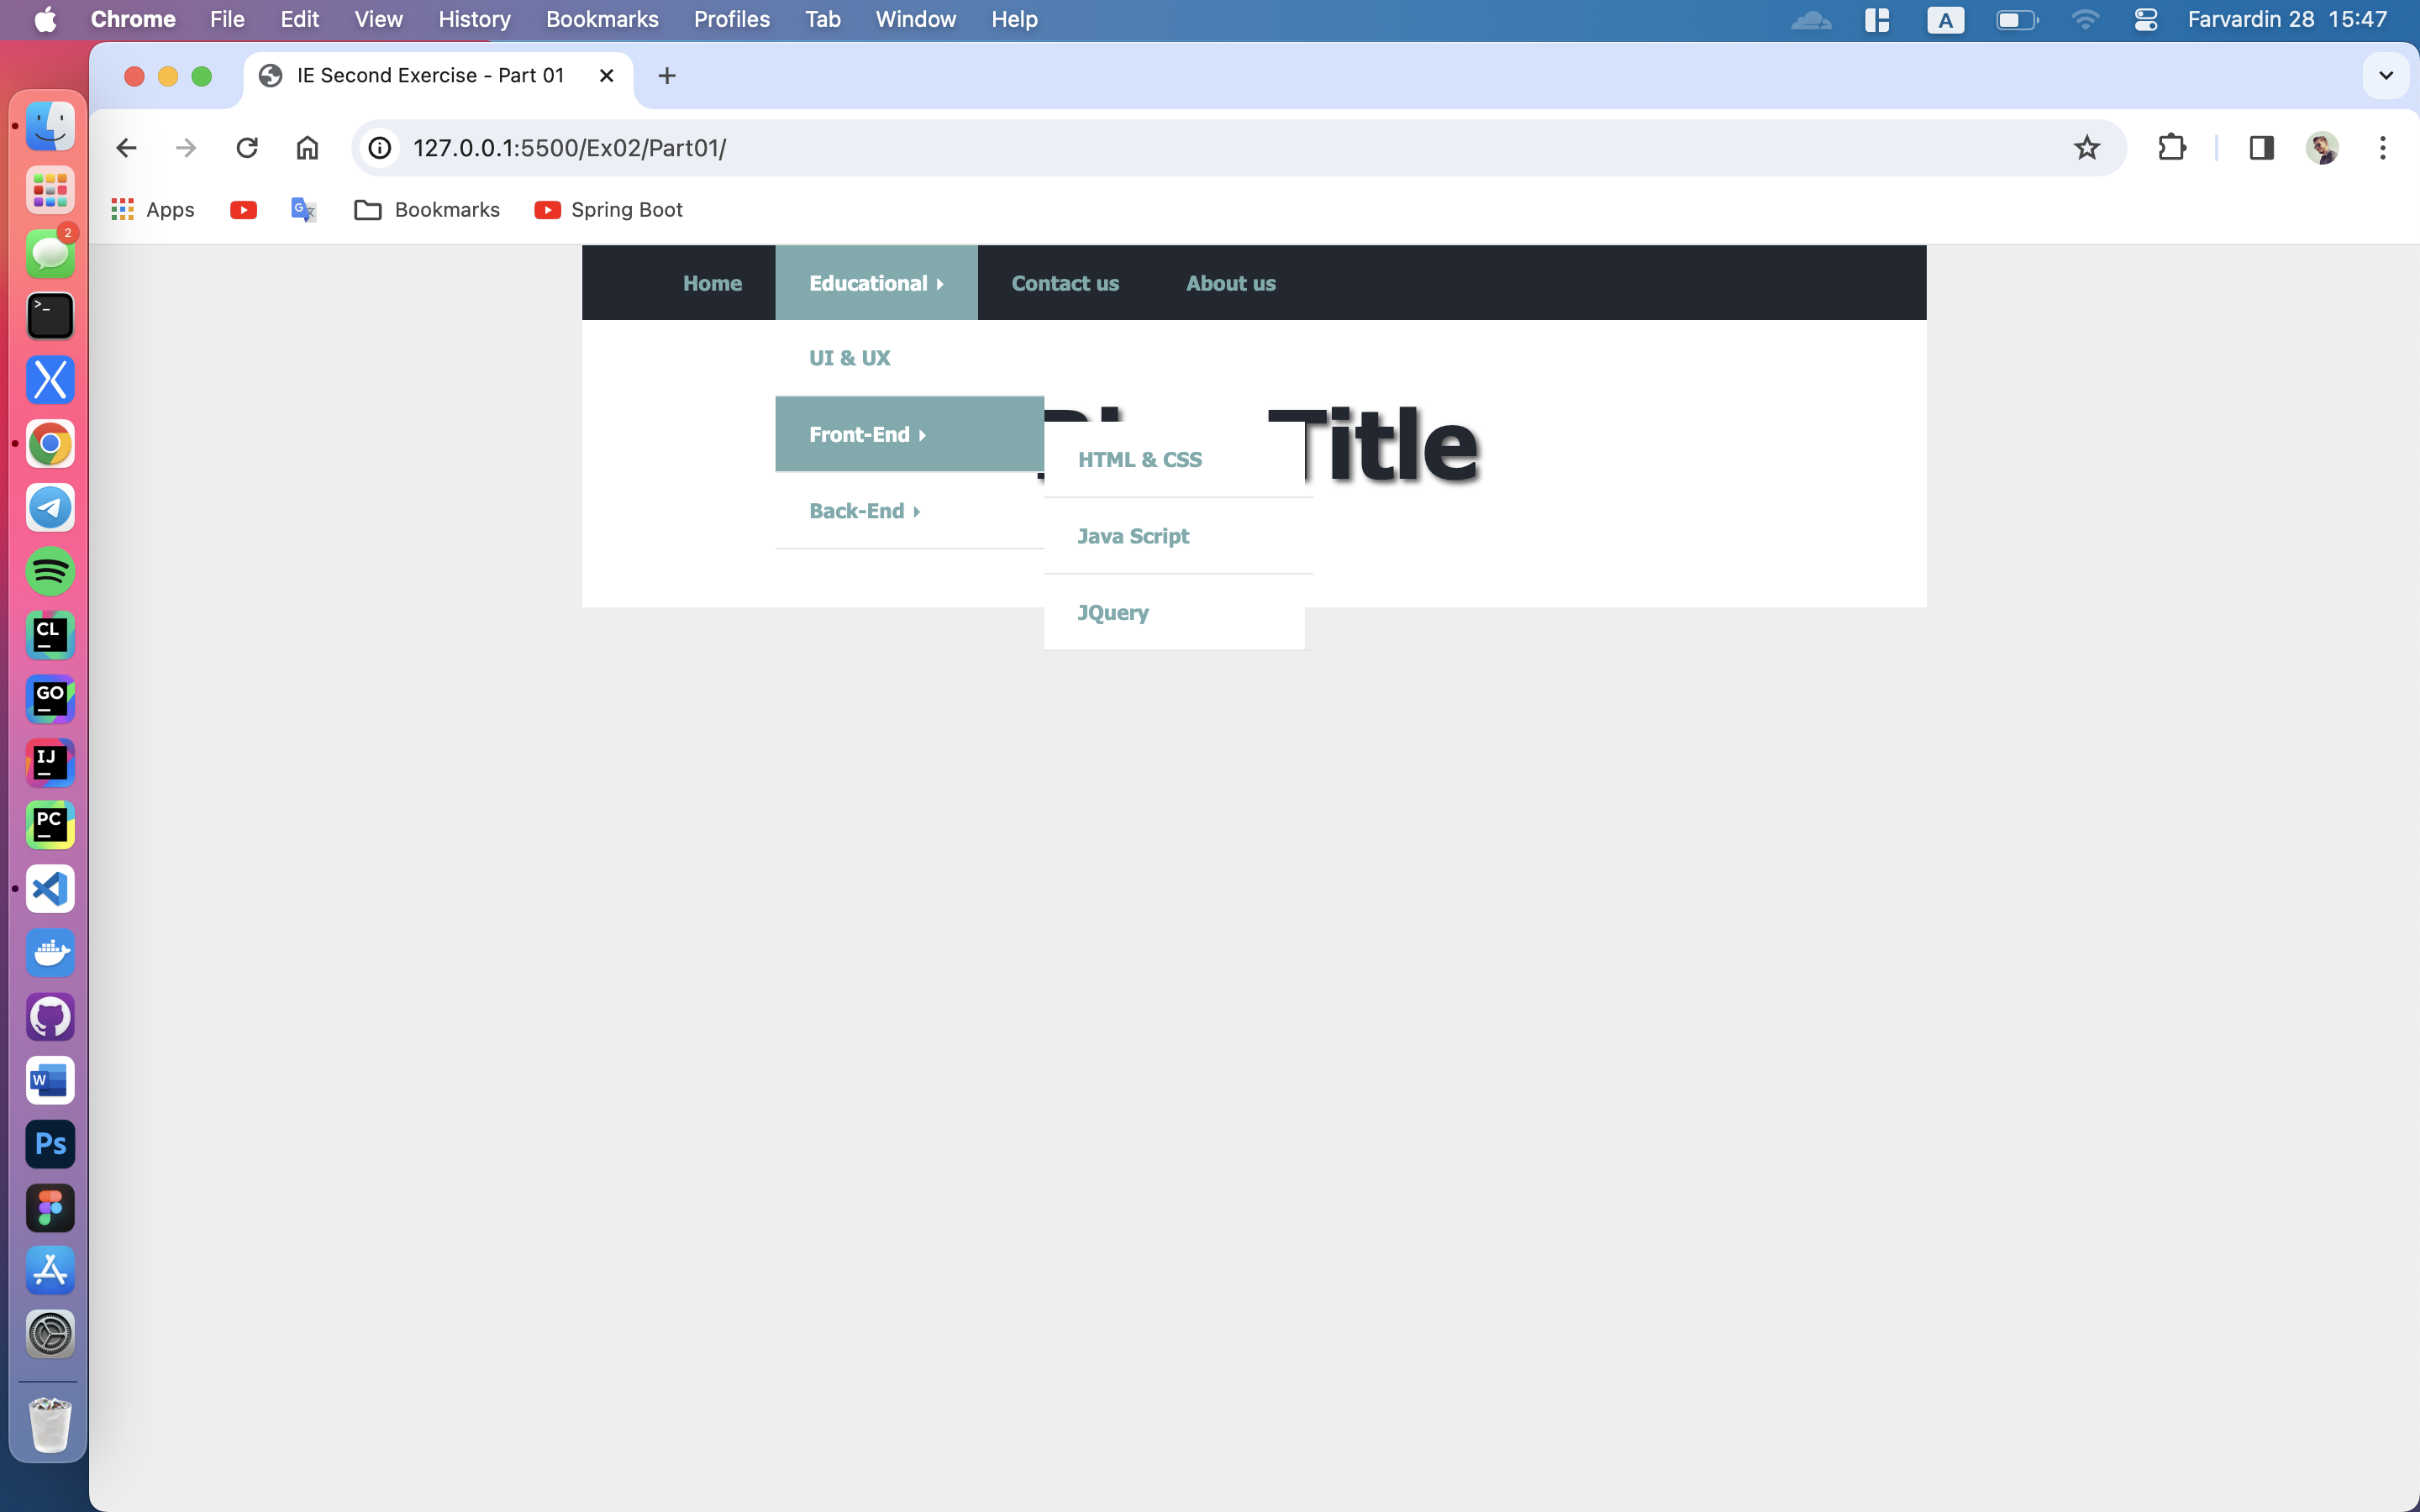 Chrome File Edit View History Bookmarks Profiles Tab Window Help A Farvardin 28 15:47
IE Second Exercise - Part 01
127.0.0.1:5500/Ex02/Part01/
Apps Bookmarks Spring Boot
2
Home Educational Contact us About us
UI & UX
Front-End
Title
HTML & CSS
Back-End
Java Script
JQuery
CL
GO
IJ
PC
W
Ps